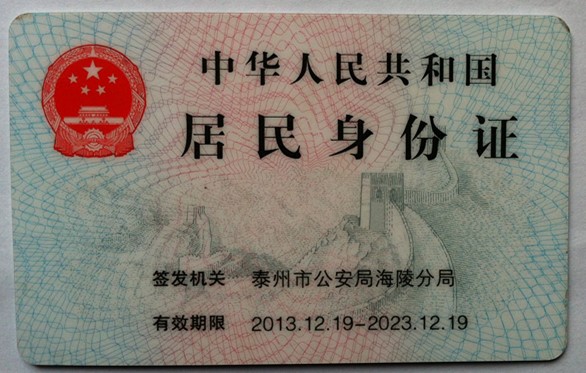 中华人民共和国
居民身份证
签发机关 泰州市公安局海陵分局
有效期限 2013.12.19-2023.12.19